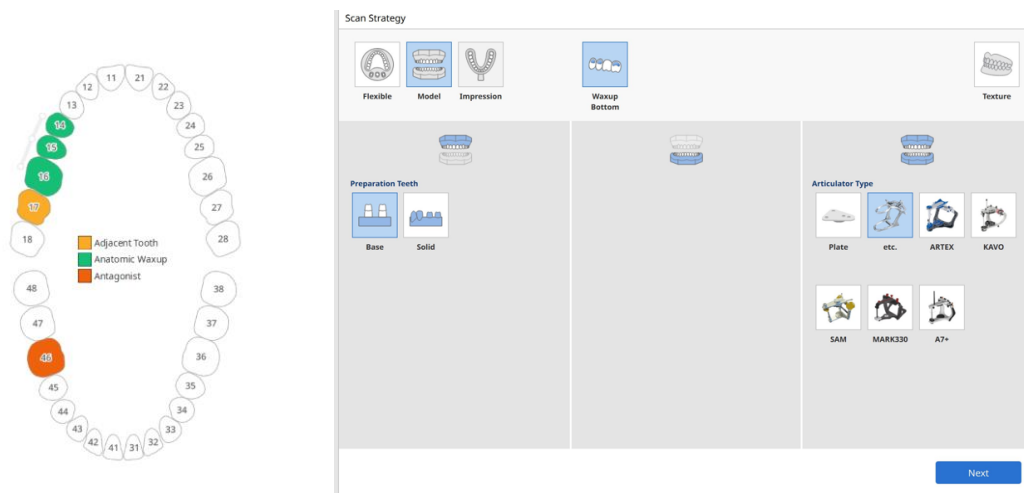 Scan Strategy
Flexible
Model
Impression
Waxup
Bottom
Texture
11
21
12
22
13
23
14
24
15
25
16
26
17
27
18
28
Adjacent Tooth
Anatomic Waxup
Antagonist
48
38
47
37
46
36
45
35
44
34
43
33
42
41
31
32
Preparation Teeth
Base
Solid
Articulator Type
Plate
etc.
ARTEX
KAVO
SAM
MARK330
A7+
Next